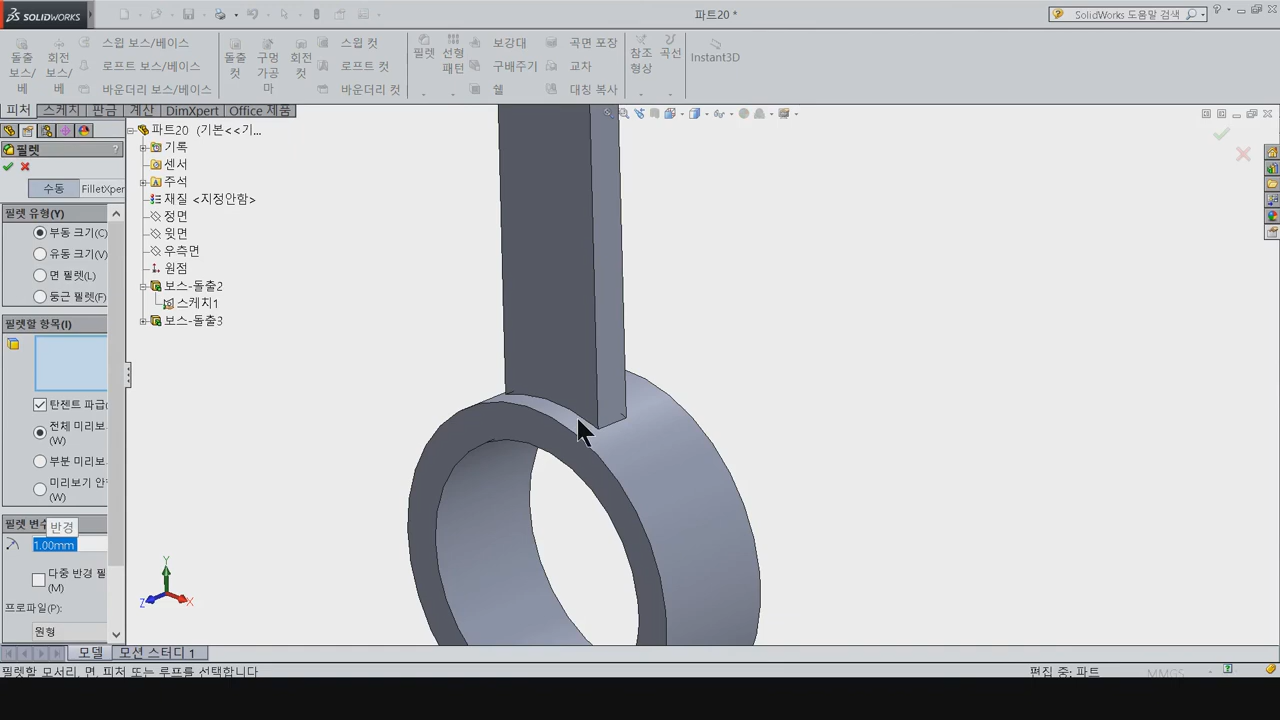 SOLIDWORKS
파트20 *
SolidWorks 도움말 검색
돌출 보스/베
회전 보스/베
스윕 보스/베이스
로프트 보스/베이스
바운더리 보스/베이스
돌출 컷
구멍 가공 마
회전 컷
스윕 컷
로프트 컷
바운더리 컷
필렛
선형 패턴
보강대
구배주기
쉘
곡면 포장
교차
대칭 복사
참조 형상
곡선
Instant3D
피처
스케치
판금
계산
DimXpert
Office 제품
필렛
?
수동
FilletXper
필렛 유형(Y)
부동 크기(C)
유동 크기(V)
면 필렛(L)
둥근 필렛(F)
필렛할 항목(I)
탄젠트 파급(
전체 미리보
(W)
부분 미리보
미리보기 안함
(W)
필렛 변수
반경
1.00mm
다중 반경 필
(M)
프로파일(P):
원형
파트20 (기본<<기...
기록
센서
주석
재질 <지정안함>
정면
윗면
우측면
원점
보스-돌출2
스케치1
보스-돌출3
Y
Z
X
모델
모션 스터디 1
필렛할 모서리, 면, 피처 또는 루프를 선택합니다
편집 중: 파트
MMGS